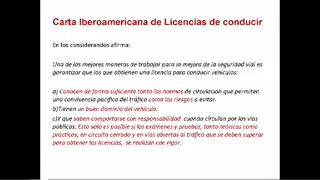 Carta Iberoamericana de Licencias de conducir
En los considerandos afirma:
Una de las mejores maneras de trabajar para la mejora de la seguridad vial es
garantizar que los que obtienen una licencia para conducir vehículos:
a) Conocen de forma suficiente tanto las normas de circulación que permiten
una convivencia pacífica del tráfico como los riesgos a evitar.
b)Tienen un buen dominio del vehículo.
c)Y que saben comportarse con responsabilidad cuando circulan por las vías
públicas. Esto sólo es posible si los exámenes y pruebas, tanto teóricas como
prácticas, en circuito cerrado y en vías abiertas al tráfico que se deben superar
para obtener las licencias, se realizan con rigor.